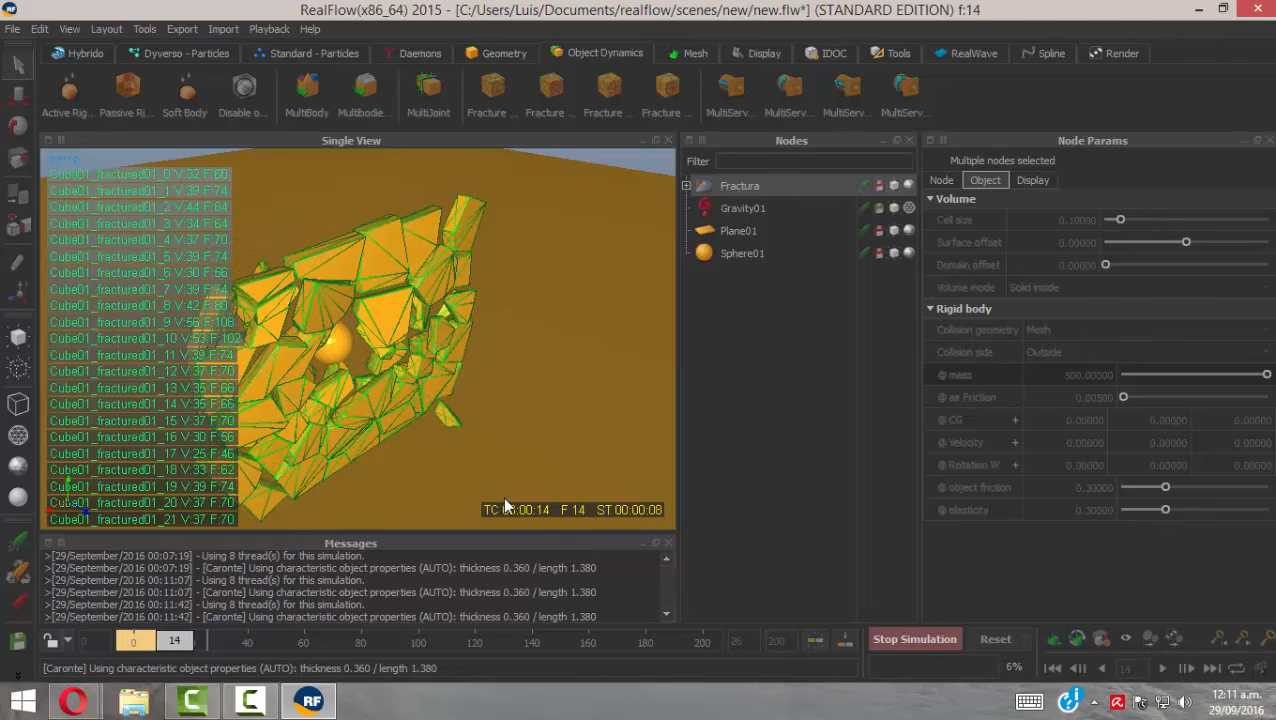 RealFlow(x86_64) 2015 - [C:/Users/Luis/Documents/realflow/scenes/new/new.flw*] (STANDARD EDITION) f:14
File Edit View Layout Tools Export Import Playback Help
Hybrido Dyverso - Particles Standard - Particles Daemons Geometry Object Dynamics Mesh Display IDOC Tools RealWave Spline Render
Active Rig... Passive Ri... Soft Body Disable o... MultiBody Multibodie... MultiJoint Fracture ... Fracture ... Fracture ... Fracture ... MultiServ... MultiServ... MultiServ... MultiServ...
Single View
Cube01_fractured01_0 V:32 F:60
Cube01_fractured01_1 V:39 F:74
Cube01_fractured01_2 V:44 F:84
Cube01_fractured01_3 V:34 F:64
Cube01_fractured01_4 V:37 F:70
Cube01_fractured01_5 V:39 F:74
Cube01_fractured01_6 V:30 F:56
Cube01_fractured01_7 V:39 F:74
Cube01_fractured01_8 V:42 F:80
Cube01_fractured01_9 V:56 F:108
Cube01_fractured01_10 V:53 F:102
Cube01_fractured01_11 V:39 F:74
Cube01_fractured01_12 V:37 F:70
Cube01_fractured01_13 V:35 F:66
Cube01_fractured01_14 V:35 F:66
Cube01_fractured01_15 V:37 F:70
Cube01_fractured01_16 V:30 F:56
Cube01_fractured01_17 V:25 F:46
Cube01_fractured01_18 V:33 F:62
Cube01_fractured01_19 V:39 F:74
Cube01_fractured01_20 V:37 F:70
Cube01_fractured01_21 V:37 F:70
F 14 ST 00:00:08
Nodes
Filter
Fractura
Gravity01
Plane01
Sphere01
Node Params
Multiple nodes selected
Node Object Display
Volume
Cell size 0.10000
Surface offset 0.00000
Domain offset 0.00000
Volume mode Solid inside
Rigid body
Collision geometry Mesh
Collision side Outside
@ mass 500.00000
@ air Friction 0.00500
@ CG + 0.00000 0.00000 0.00000
@ Velocity + 0.00000 0.00000 0.00000
@ Rotation W + 0.00000 0.00000 0.00000
@ object friction 0.30000
@ elasticity 0.30000
Messages
>[29/September/2016 00:07:19] - Using 8 thread(s) for this simulation.
>[29/September/2016 00:07:19] - [Caronte] Using characteristic object properties (AUTO): thickness 0.360 / length 1.380
>[29/September/2016 00:11:07] - Using 8 thread(s) for this simulation.
>[29/September/2016 00:11:07] - [Caronte] Using characteristic object properties (AUTO): thickness 0.360 / length 1.380
>[29/September/2016 00:11:42] - Using 8 thread(s) for this simulation.
>[29/September/2016 00:11:42] - [Caronte] Using characteristic object properties (AUTO): thickness 0.360 / length 1.380
0 0 14 40 60 80 100 120 140 160 180 200 26 200
Stop Simulation Reset
[Caronte] Using characteristic object properties (AUTO): thickness 0.360 / length 1.380
6% 14
RF
12:11 a.m.
29/09/2016